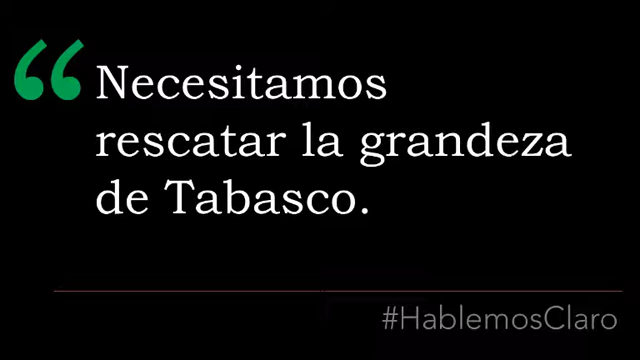 “Necesitamos
rescatar la grandeza
de Tabasco.
#HablemosClaro